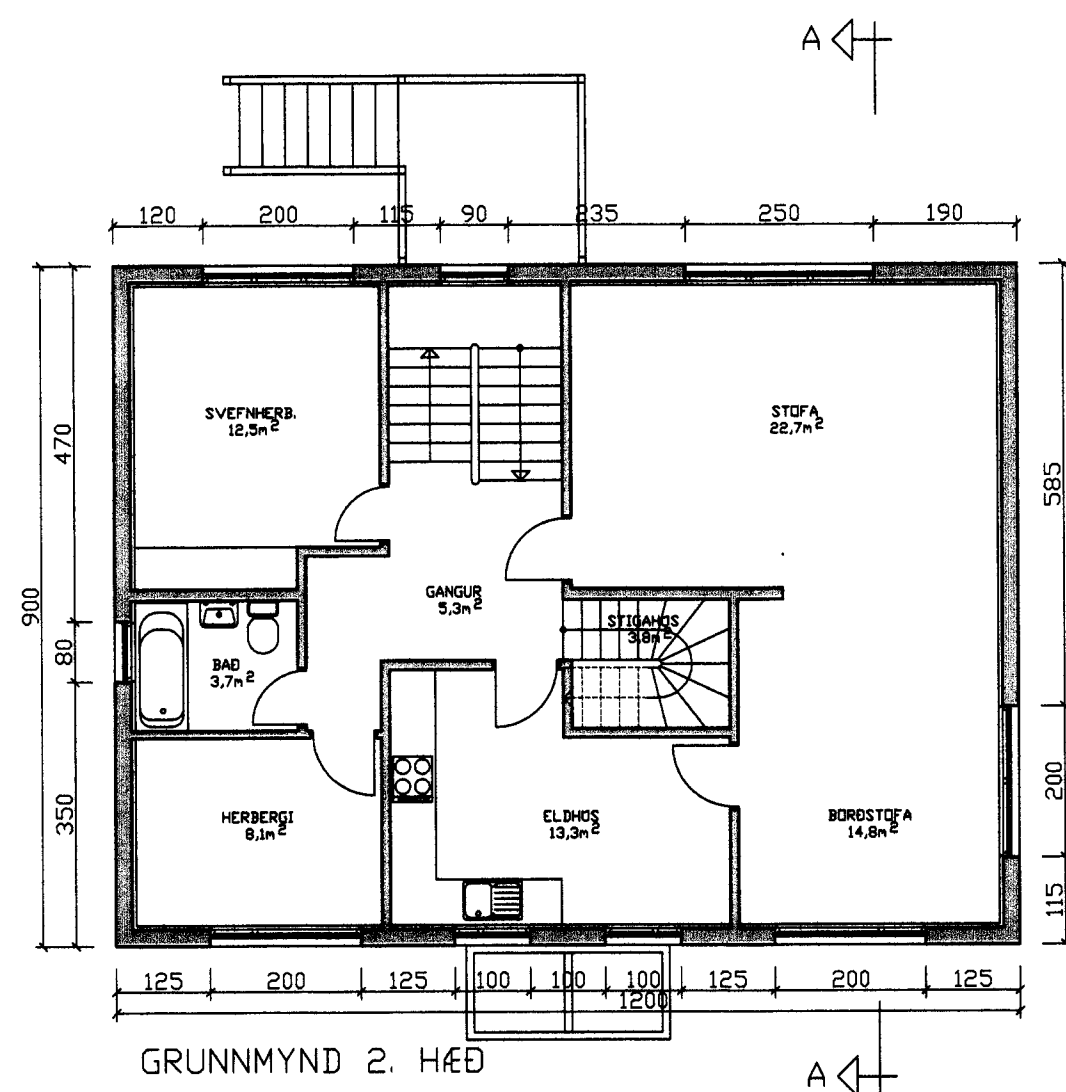 A
120 200 115 90 235 250 190
470
80
350
900
585
200
115
SVEFNHERB.
12,5m2
STOFA
22,7m2
GANGUR
5,3m2
STIGAHÚS
3,8m2
BAÐ
3,7m2
HERBERGI
8,1m2
ELDHÚS
13,3m2
BORÐSTOFA
14,8m2
125 200 125 100 100 100 125 200 125
1200
GRUNNMYND 2. HÆÐ
A